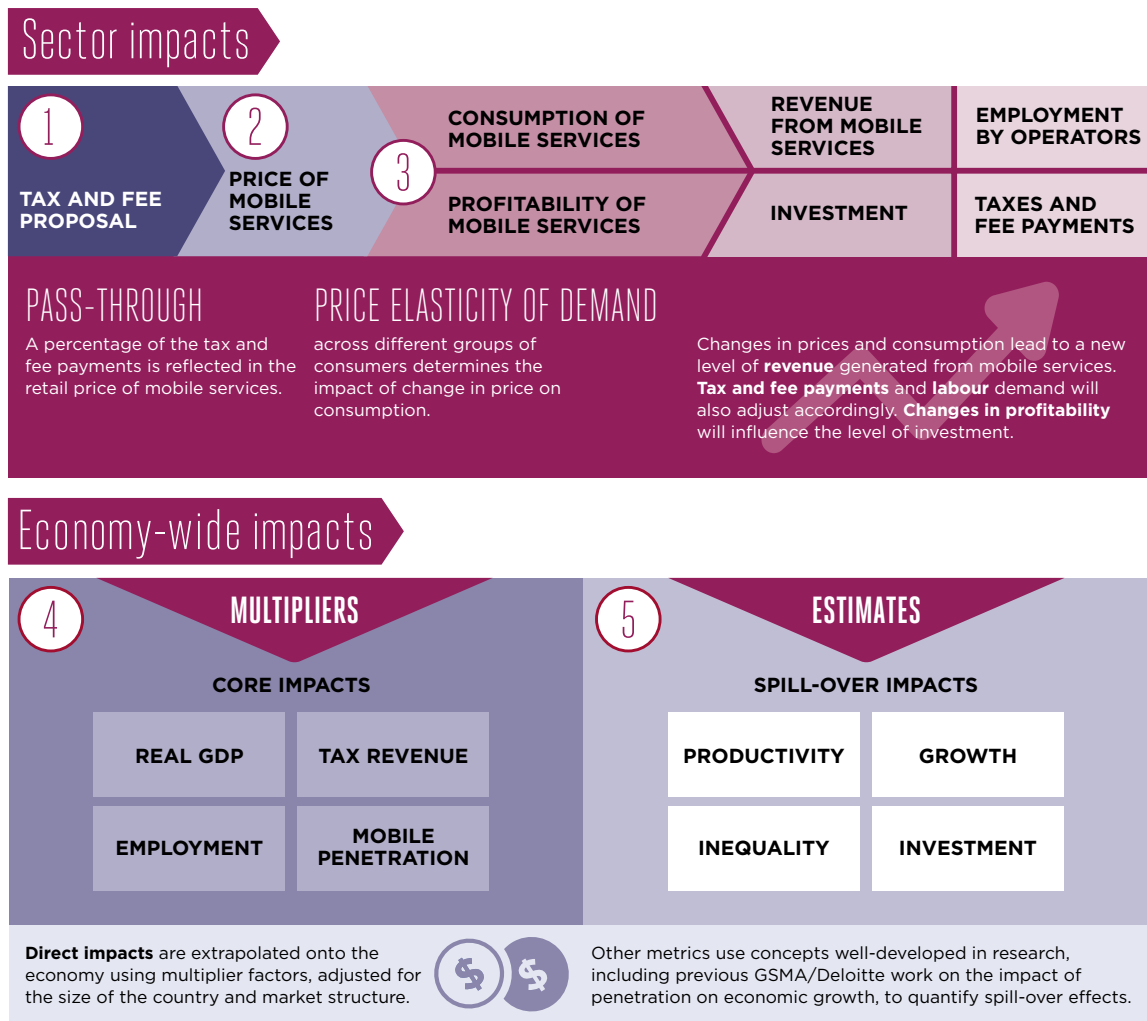 Sector impacts
1
TAX AND FEE
PROPOSAL
2
PRICE OF
MOBILE
SERVICES
3
CONSUMPTION OF
MOBILE SERVICES
PROFITABILITY OF
MOBILE SERVICES
REVENUE
FROM MOBILE
SERVICES
INVESTMENT
EMPLOYMENT
BY OPERATORS
TAXES AND
FEE PAYMENTS
PASS-THROUGH
A percentage of the tax and
fee payments is reflected in the
retail price of mobile services.
PRICE ELASTICITY OF DEMAND
across different groups of
consumers determines the
impact of change in price on
consumption.
Changes in prices and consumption lead to a new
level of revenue generated from mobile services.
Tax and fee payments and labour demand will
also adjust accordingly. Changes in profitability
will influence the level of investment.
Economy-wide impacts
4
MULTIPLIERS
CORE IMPACTS
REAL GDP
TAX REVENUE
EMPLOYMENT
MOBILE
PENETRATION
Direct impacts are extrapolated onto the
economy using multiplier factors, adjusted for
the size of the country and market structure.
$ $
5
ESTIMATES
SPILL-OVER IMPACTS
PRODUCTIVITY
GROWTH
INEQUALITY
INVESTMENT
Other metrics use concepts well-developed in research,
including previous GSMA/Deloitte work on the impact of
penetration on economic growth, to quantify spill-over effects.